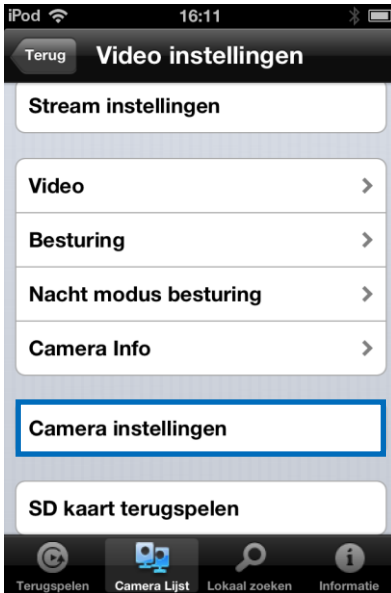 iPod 16:11
Terug Video instellingen
Stream instellingen
Video
Besturing
Nacht modus besturing
Camera Info
Camera instellingen
SD kaart terugspelen
Terugspelen Camera Lijst Lokaal zoeken Informatie